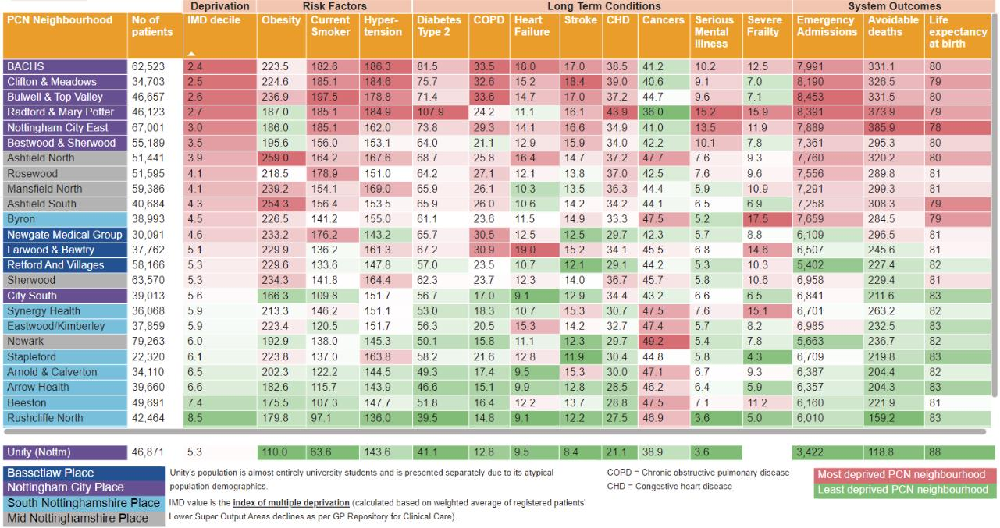 Deprivation Risk Factors Long Term Conditions System Outcomes
PCN Neighbourhood No of patients IMD decile Obesity Current Smoker Hyper-tension Diabetes Type 2 COPD Heart Failure Stroke CHD Cancers Serious Mental Illness Severe Frailty Emergency Admissions Avoidable deaths Life expectancy at birth
BACHS 62,523 2.4 223.5 182.6 186.3 81.5 33.5 18.0 17.0 38.5 41.2 10.2 12.5 7,991 331.1 80
Clifton & Meadows 34,703 2.5 224.6 185.1 184.6 75.7 32.6 15.2 18.4 39.0 40.6 9.1 7.0 8,190 326.5 79
Bulwell & Top Valley 46,657 2.6 236.9 197.5 178.8 71.4 33.6 14.7 17.0 37.2 44.7 9.6 7.1 8,453 331.5 80
Radford & Mary Potter 46,123 2.7 187.0 185.1 184.9 107.9 24.2 11.1 16.1 43.9 36.0 15.2 15.9 8,391 373.9 79
Nottingham City East 67,001 3.0 186.0 185.1 162.0 73.8 29.3 14.1 16.6 34.9 41.0 13.5 11.9 7,889 385.9 78
Bestwood & Sherwood 55,189 3.5 195.6 156.0 153.1 64.0 21.1 12.9 15.9 34.0 42.2 10.1 7.8 7,361 295.3 80
Ashfield North 51,441 3.9 259.0 164.2 167.6 68.7 25.8 16.4 14.7 37.2 47.7 7.6 9.3 7,760 320.2 80
Rosewood 51,595 4.1 218.5 178.9 151.0 64.2 27.1 12.1 13.8 37.0 42.5 7.6 9.6 7,556 289.8 81
Mansfield North 59,386 4.1 239.2 154.1 169.0 65.9 26.1 10.3 13.5 36.3 44.4 5.9 10.9 7,291 299.3 81
Ashfield South 40,684 4.3 254.3 156.4 153.5 65.9 26.0 10.6 14.2 34.2 44.1 6.5 6.9 7,258 308.3 79
Byron 38,993 4.5 226.5 141.2 155.0 61.1 23.6 11.5 14.9 33.3 47.5 5.2 17.5 7,659 284.5 79
Newgate Medical Group 30,091 4.6 233.2 176.2 143.2 65.7 30.5 12.5 12.5 29.7 42.3 5.7 8.8 6,109 296.5 81
Larwood & Bawtry 37,762 5.1 229.9 136.2 161.3 67.2 30.9 19.0 15.2 34.1 45.5 6.8 14.6 6,507 245.6 81
Retford And Villages 58,166 5.3 229.6 133.6 147.8 57.0 23.5 10.7 12.1 29.1 44.2 5.3 10.3 5,402 227.4 82
Sherwood 63,570 5.3 234.3 141.8 164.4 62.3 23.7 12.3 14.0 36.7 45.7 5.8 10.6 6,958 229.4 81
City South 39,013 5.6 166.3 109.8 151.7 56.7 17.0 9.1 12.9 34.4 43.2 6.6 6.5 6,841 211.6 83
Synergy Health 36,068 5.9 213.3 146.2 151.1 53.0 18.3 10.7 15.3 30.7 47.5 7.6 15.1 6,701 263.2 82
Eastwood/Kimberley 37,859 5.9 223.4 120.5 151.7 56.3 20.5 15.3 14.2 32.7 47.4 5.7 8.2 6,985 232.5 83
Newark 79,263 6.0 192.9 138.0 145.3 50.1 15.8 11.1 12.3 29.7 49.2 5.4 7.8 5,663 236.7 82
Stapleford 22,320 6.1 223.8 137.0 163.8 58.2 21.6 12.8 11.9 30.4 44.8 5.8 4.3 6,709 219.8 83
Arnold & Calverton 34,110 6.5 202.3 122.2 144.5 49.3 17.4 9.5 15.3 30.0 47.1 6.7 9.3 6,387 204.4 82
Arrow Health 39,660 6.6 182.6 115.7 143.9 46.6 15.1 9.9 12.8 28.5 46.2 6.4 5.9 6,357 204.3 83
Beeston 49,691 7.4 175.5 107.3 147.7 51.8 16.4 12.2 13.7 28.8 47.5 7.1 11.2 6,160 221.9 81
Rushcliffe North 42,464 8.5 179.8 97.1 136.0 39.5 14.8 9.1 12.2 27.5 46.9 3.6 5.0 6,010 159.2 83
Unity (Nottm) 46,871 5.3 110.0 63.6 143.6 41.1 12.8 9.5 8.4 21.1 38.9 3.6 3,422 118.8 88
Bassetlaw Place
Nottingham City Place
South Nottinghamshire Place
Mid Nottinghamshire Place
Unity's population is almost entirely university students and is presented separately due to its atypical
population demographics.
IMD value is the index of multiple deprivation (calculated based on weighted average of registered patients'
Lower Super Output Areas declines as per GP Repository for Clinical Care).
COPD = Chronic obstructive pulmonary disease
CHD = Congestive heart disease
Most deprived PCN neighbourhood
Least deprived PCN neighbourhood